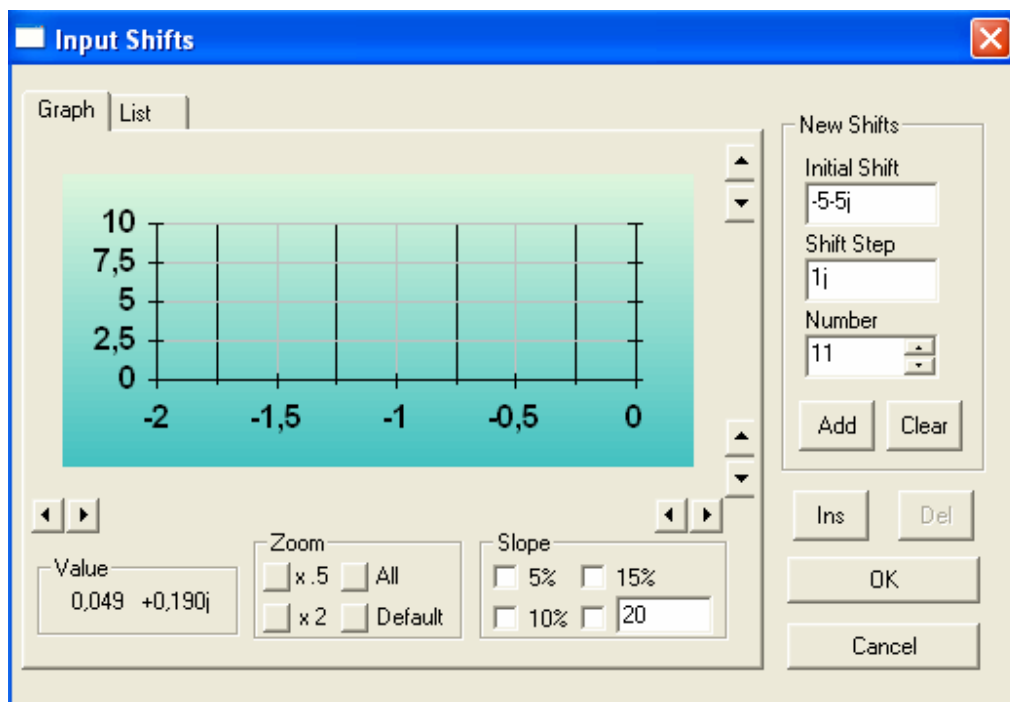 Input Shifts
Graph List
10
7,5
5
2,5
0
-2 -1,5 -1 -0,5 0
New Shifts
Initial Shift
-5-5j
Shift Step
1j
Number
11
Add Clear
Ins Del
OK
Cancel
Value
0,049 +0,190j
Zoom
x .5 All
x 2 Default
Slope
5% 15%
10% 20